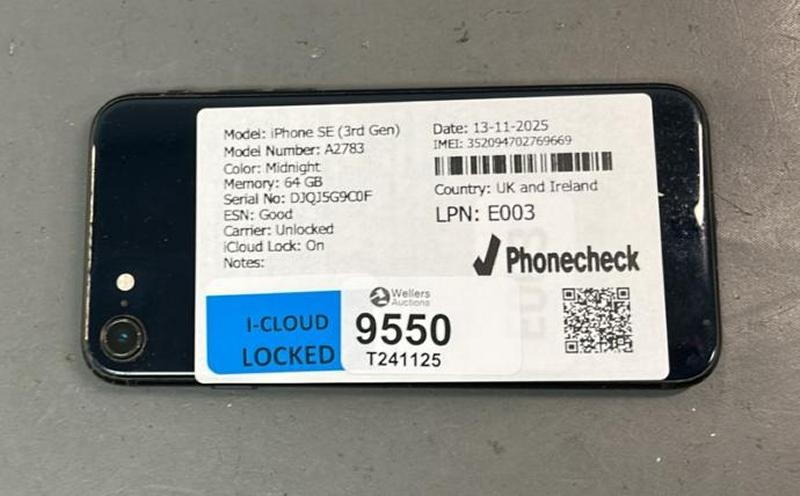 Model: iPhone SE (3rd Gen)
Model Number: A2783
Color: Midnight
Memory: 64 GB
Serial No: DJQJ5G9C0F
ESN: Good
Carrier: Unlocked
iCloud Lock: On
Notes:
Date: 13-11-2025
IMEI: 352094702769669
Country: UK and Ireland
LPN: E003
Phonecheck
I-CLOUD
LOCKED
Wellers
Auctions
9550
T241125